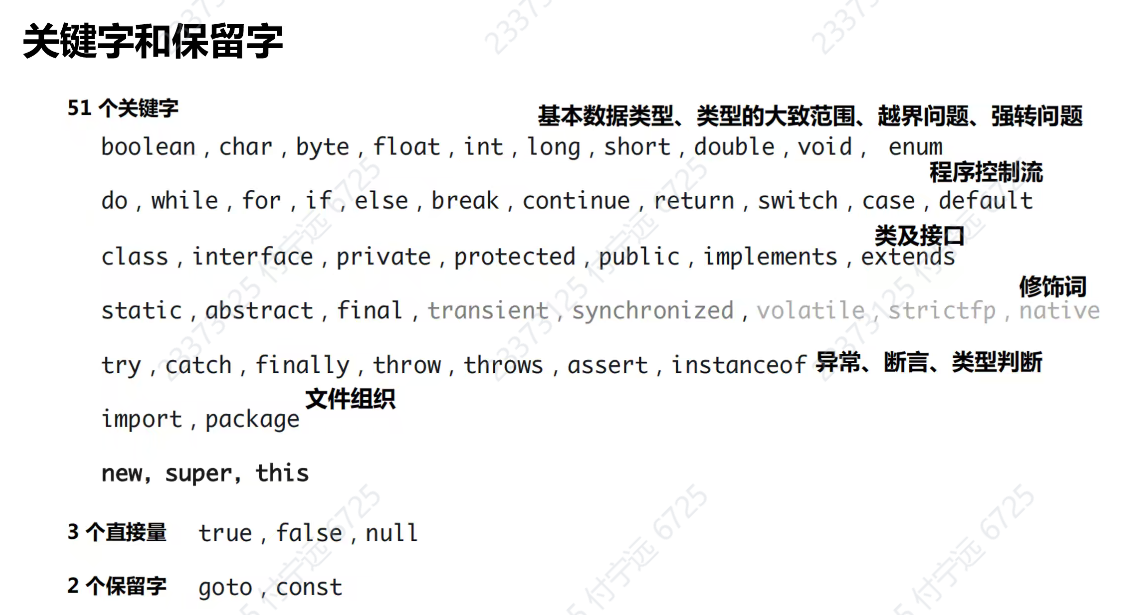 关键字和保留字
51 个关键字
基本数据类型、类型的大致范围、越界问题、强转问题
boolean , char , byte , float , int , long , short , double , void , enum
程序控制流
do , while , for , if , else , break , continue , return , switch , case , default
类及接口
class , interface , private , protected , public , implements , extends
修饰词
static , abstract , final , transient , synchronized , volatile , strictfp , native
try , catch , finally , throw , throws , assert , instanceof 异常、断言、类型判断
文件组织
import , package
new, super, this
3 个直接量 true , false , null
2 个保留字 goto , const
23373125 付宁远 6725